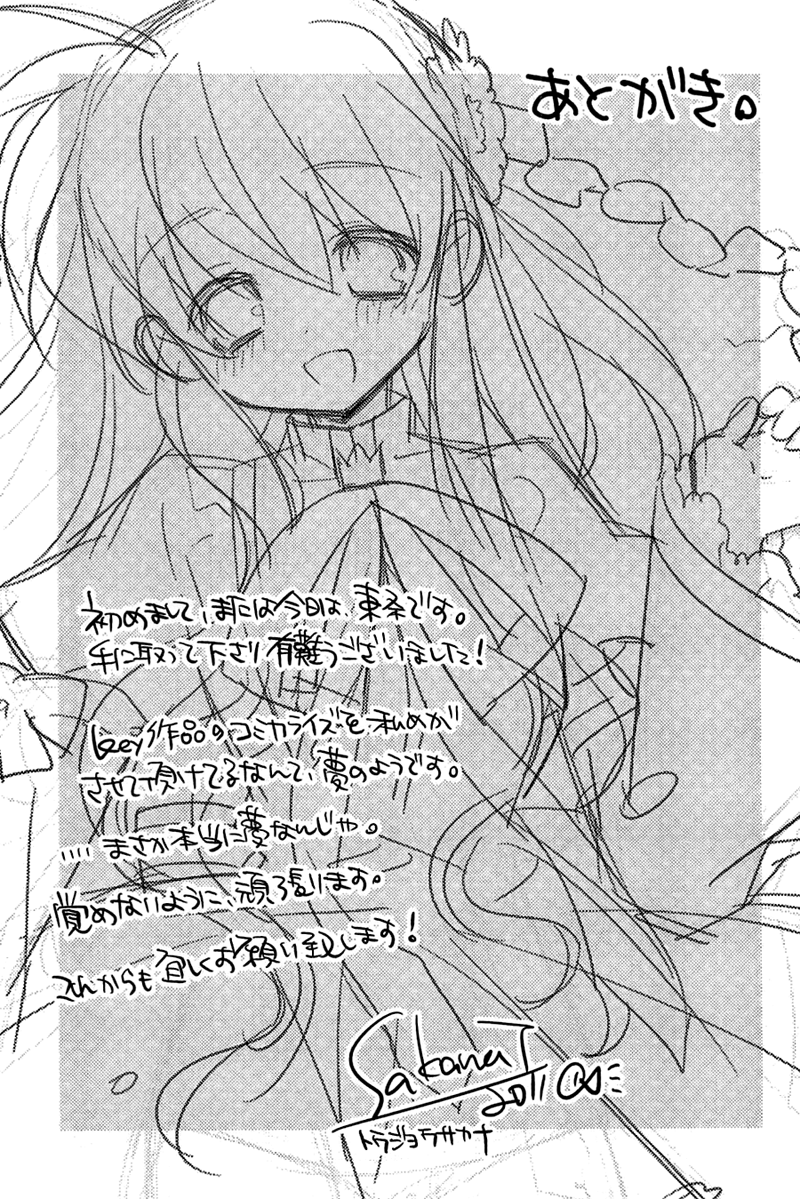 あとがき。
初めまして、または今日は、東条です。
手に取って下さり有難うございました！
Key作品のコミカライズを私めが
させて頂けてるなんて、夢のようです。
…まさか本当に夢なんじゃ。
覚めないように、頑張ります。
これからも宜しくお願い致します！
Sakana T
2011
トウジョウサカナ